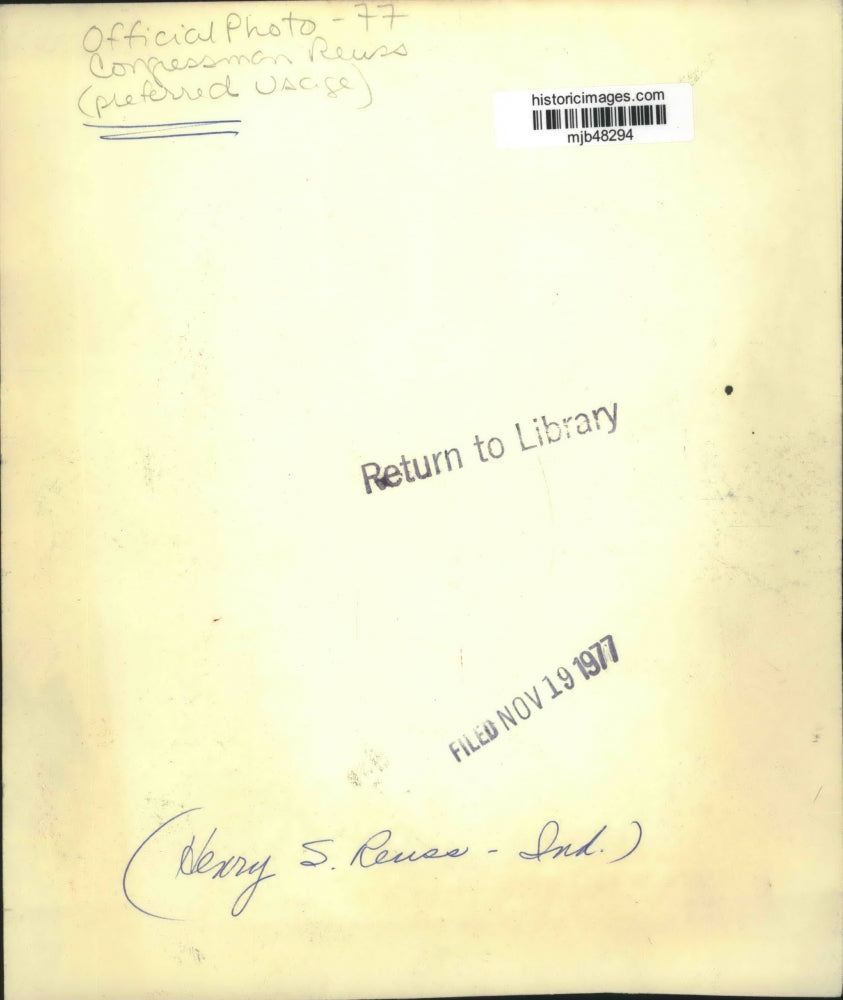 Official Photo - 77
Congressman Reuss
(preferred usage)
historicimages.com
mjb48294
Return to Library
FILED NOV 19 1977
(Henry S. Reuss - Ind.)